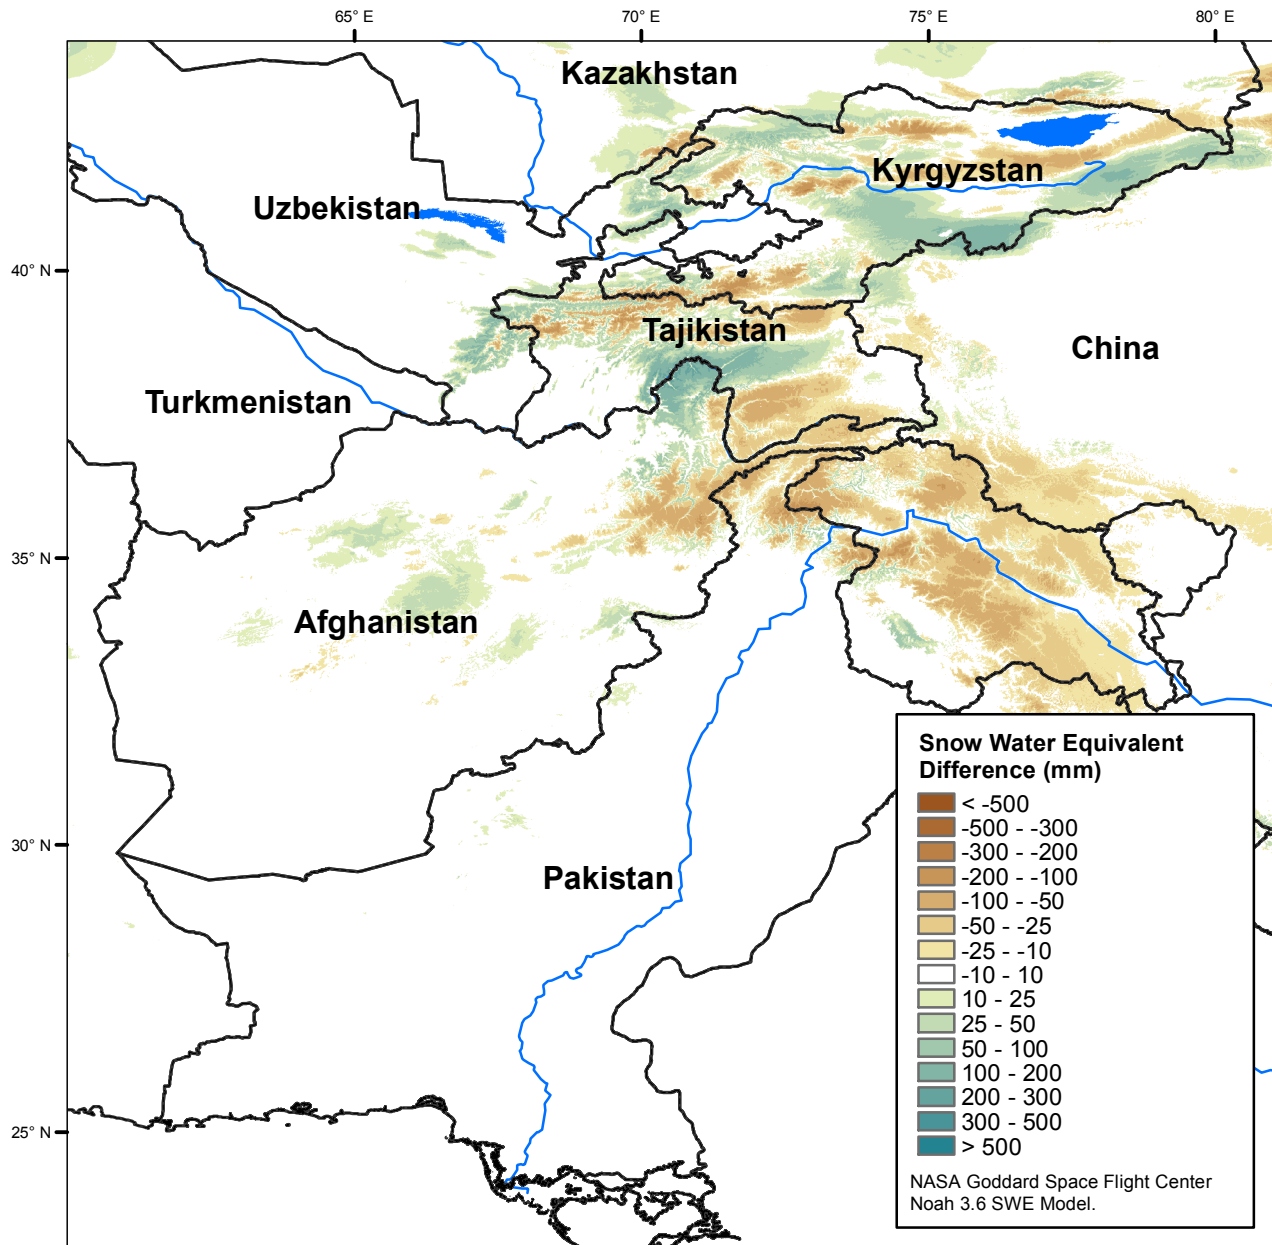 65° E 70° E 75° E 80° E
Kazakhstan
Kyrgyzstan
Uzbekistan
40° N
Tajikistan
China
Turkmenistan
35° N
Afghanistan
Snow Water Equivalent
Difference (mm)
< -500
-500 - -300
-300 - -200
-200 - -100
-100 - -50
-50 - -25
-25 - -10
-10 - 10
10 - 25
25 - 50
50 - 100
100 - 200
200 - 300
300 - 500
> 500
NASA Goddard Space Flight Center
Noah 3.6 SWE Model.
30° N
Pakistan
25° N